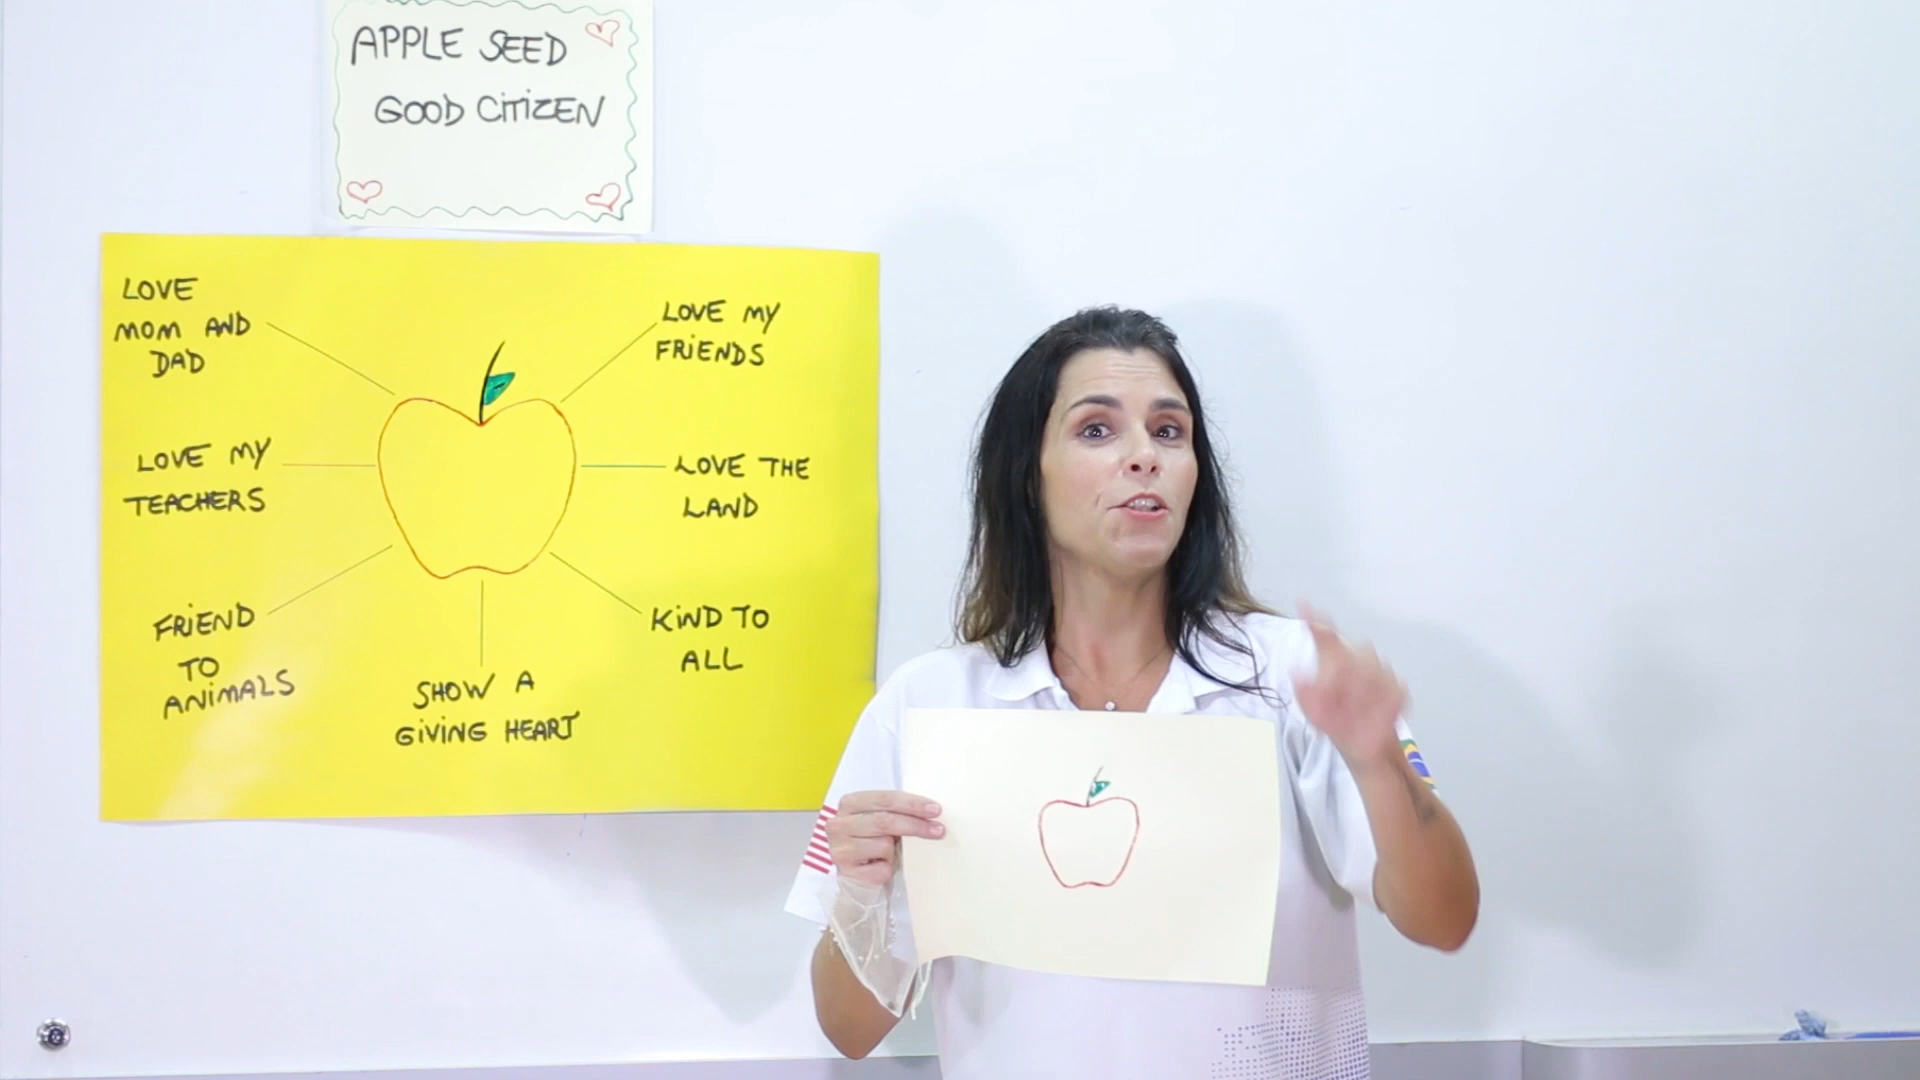 APPLE SEED
GOOD CITIZEN
LOVE
MOM AND
DAD
LOVE MY
FRIENDS
LOVE MY
TEACHERS
LOVE THE
LAND
FRIEND
TO
ANIMALS
SHOW A
GIVING HEART
KIND TO
ALL